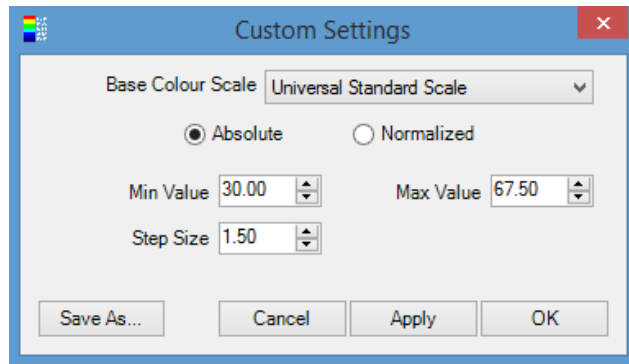 Custom Settings
Base Colour Scale Universal Standard Scale
Absolute Normalized
Min Value 30.00 Max Value 67.50
Step Size 1.50
Save As... Cancel Apply OK